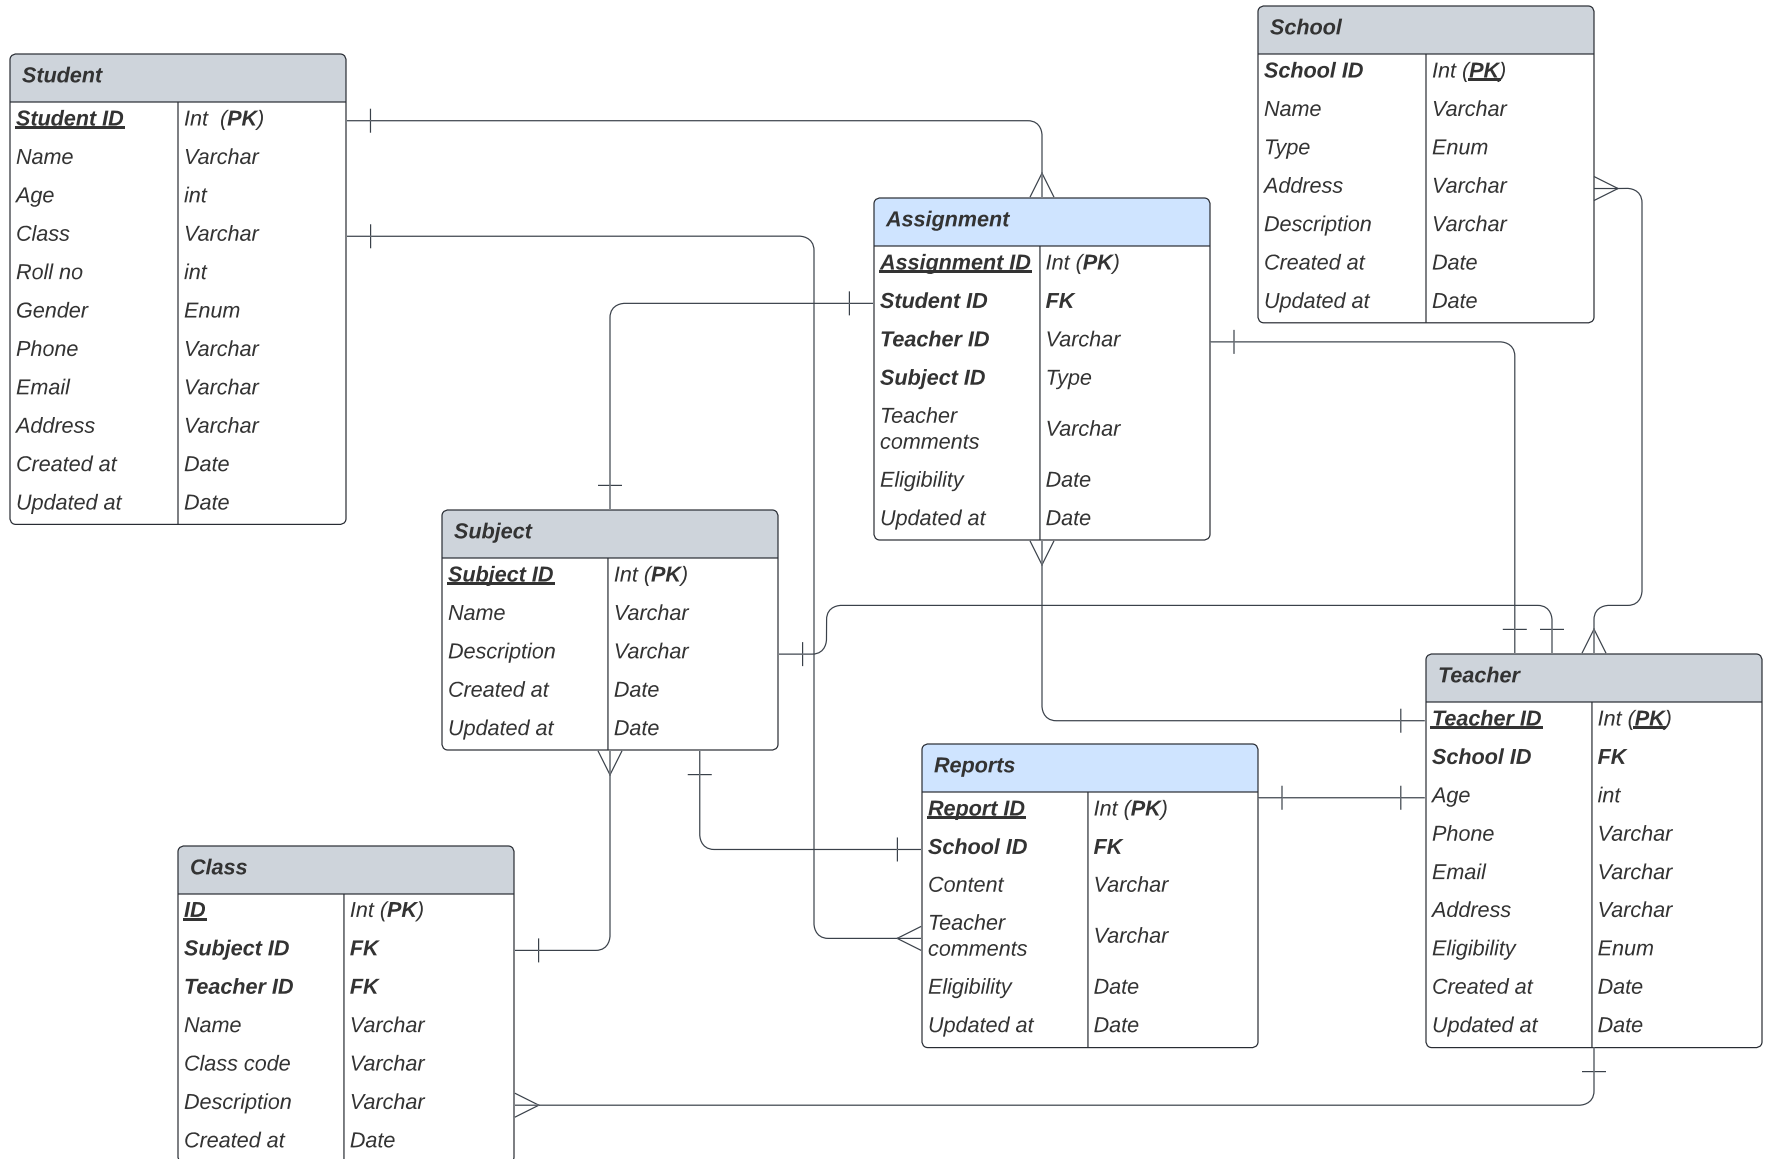 School
School ID Int (PK)
Name Varchar
Type Enum
Address Varchar
Description Varchar
Created at Date
Updated at Date
Student
Student ID Int (PK)
Name Varchar
Age int
Class Varchar
Roll no int
Gender Enum
Phone Varchar
Email Varchar
Address Varchar
Created at Date
Updated at Date
Assignment
Assignment ID Int (PK)
Student ID FK
Teacher ID Varchar
Subject ID Type
Teacher
comments Varchar
Eligibility Date
Updated at Date
Subject
Subject ID Int (PK)
Name Varchar
Description Varchar
Created at Date
Updated at Date
Teacher
Teacher ID Int (PK)
School ID FK
Age int
Phone Varchar
Email Varchar
Address Varchar
Eligibility Enum
Created at Date
Updated at Date
Reports
Report ID Int (PK)
School ID FK
Content Varchar
Teacher
comments Varchar
Eligibility Date
Updated at Date
Class
ID Int (PK)
Subject ID FK
Teacher ID FK
Name Varchar
Class code Varchar
Description Varchar
Created at Date